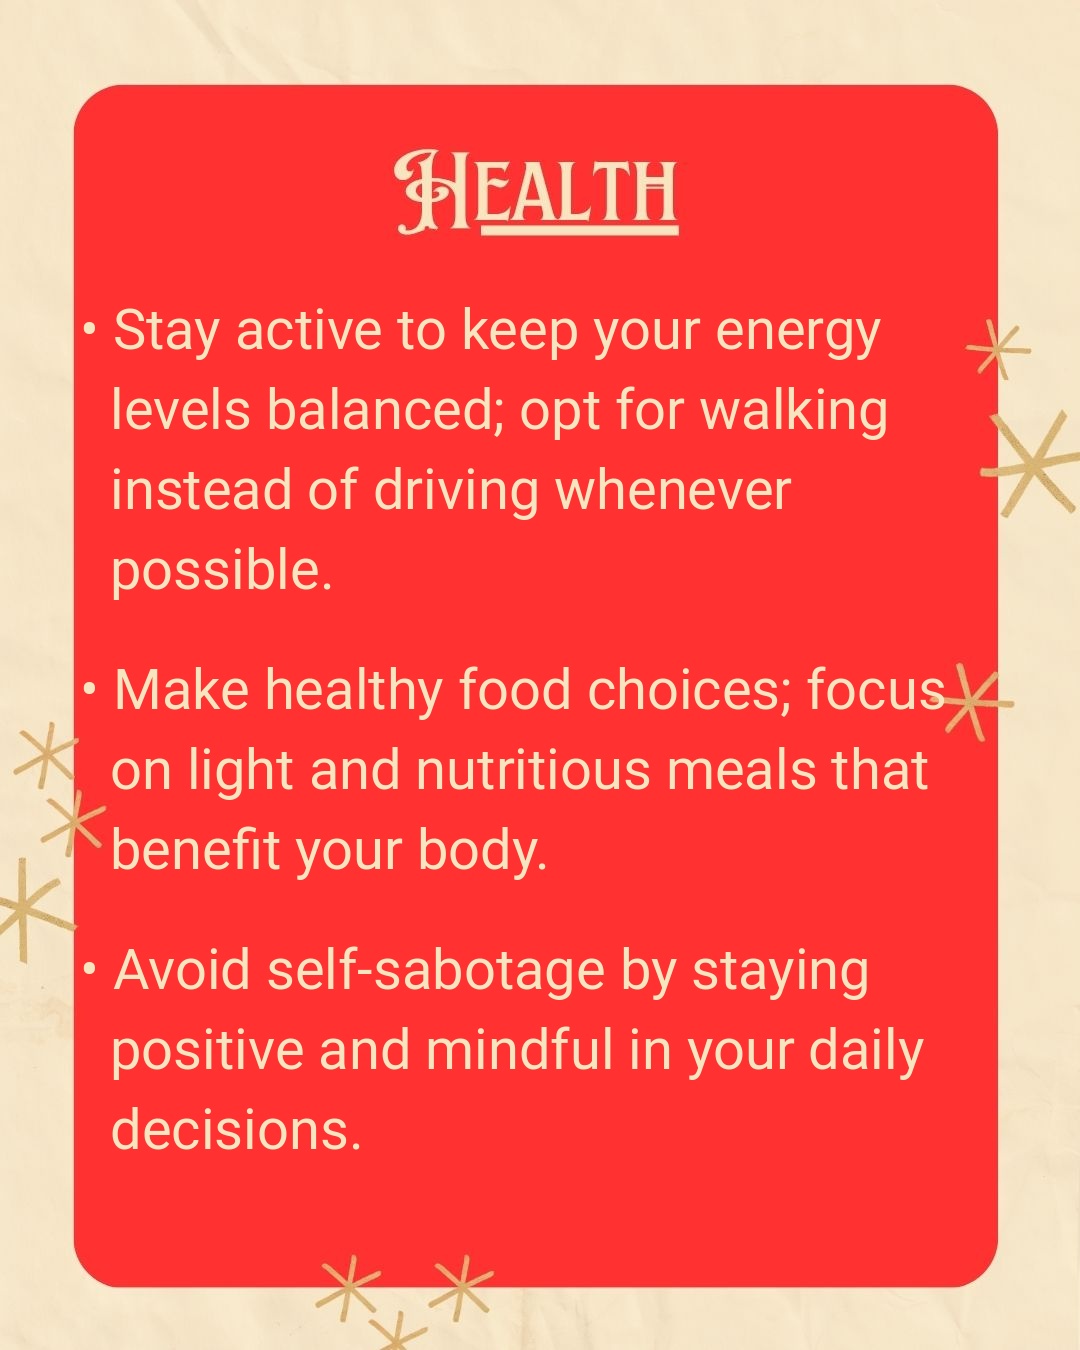 Health
• Stay active to keep your energy
levels balanced; opt for walking
instead of driving whenever
possible.
• Make healthy food choices; focus
on light and nutritious meals that
benefit your body.
• Avoid self-sabotage by staying
positive and mindful in your daily
decisions.